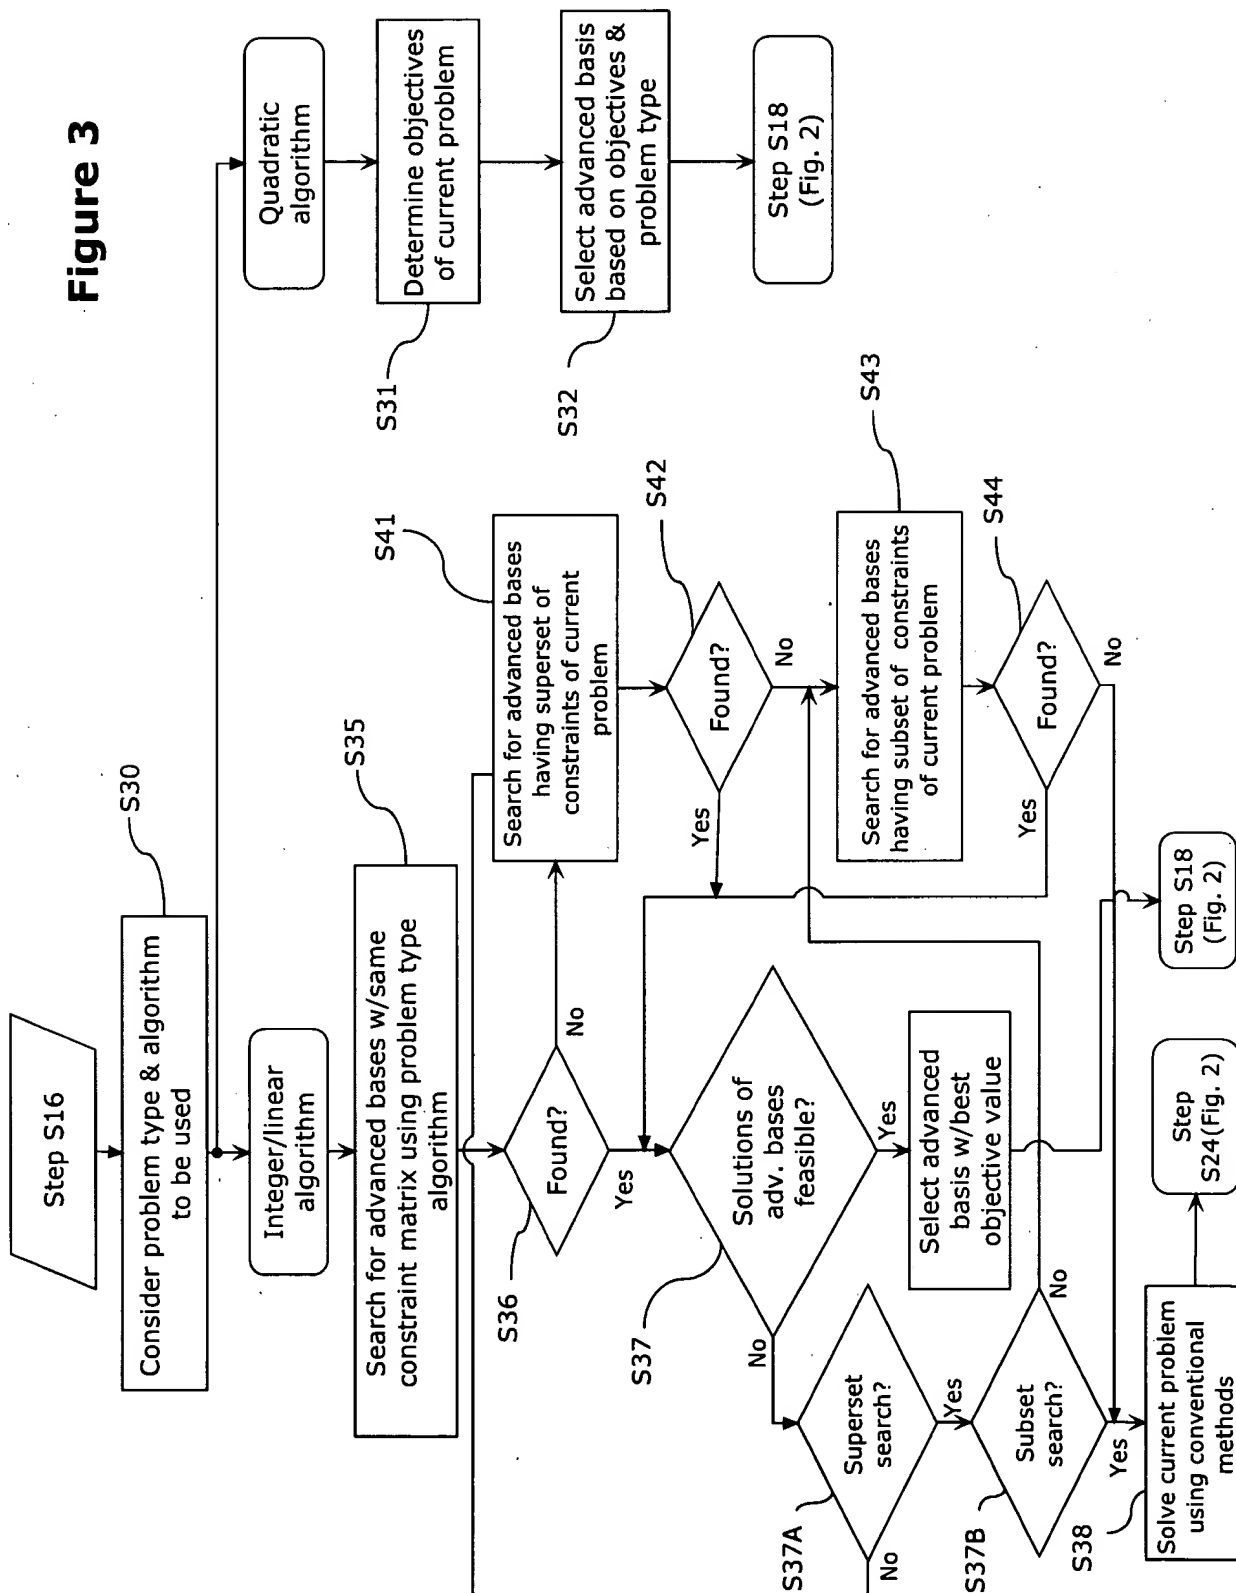 Figure 3
Step S16
S30
Consider problem type & algorithm
to be used
Quadratic
algorithm
Integer/linear
algorithm
S31
Determine objectives
of current problem
S32
Select advanced basis
based on objectives &
problem type
Step S18
(Fig. 2)
S35
Search for advanced bases w/same
constraint matrix using problem type
algorithm
S36
Found?
No
Yes
S41
Search for advanced bases
having superset of
constraints of current
problem
S42
Found?
Yes
No
S43
Search for advanced bases
having subset of constraints
of current problem
S44
Found?
Yes
No
S37
Solutions of
adv. bases
feasible?
No
Yes
Select advanced
basis w/best
objective value
Step S18
(Fig. 2)
S37A
Superset
search?
No
Yes
S37B
Subset
search?
No
Yes
S38
Solve current problem
using conventional
methods
Step
S24(Fig. 2)